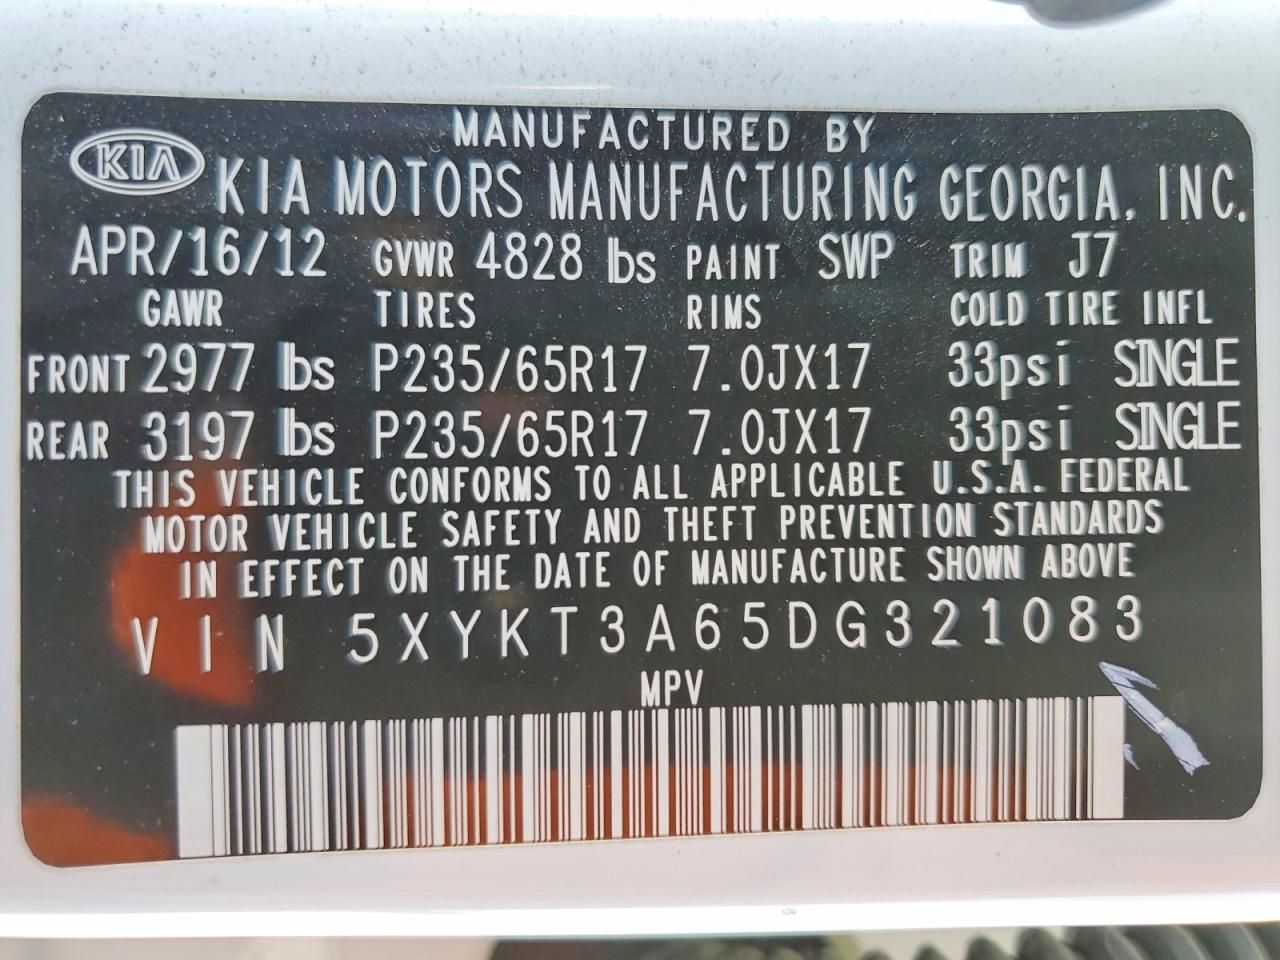 MANUFACTURED BY
KIA KIA MOTORS MANUFACTURING GEORGIA, INC.
APR/16/12 GVWR 4828 lbs PAINT SWP TRIM J7
GAWR TIRES RIMS COLD TIRE INFL
FRONT 2977 lbs P235/65R17 7.0JX17 33psi SINGLE
REAR 3197 lbs P235/65R17 7.0JX17 33psi SINGLE
THIS VEHICLE CONFORMS TO ALL APPLICABLE U.S.A. FEDERAL
MOTOR VEHICLE SAFETY AND THEFT PREVENTION STANDARDS
IN EFFECT ON THE DATE OF MANUFACTURE SHOWN ABOVE
VIN 5XYKT3A65DG321083
MPV